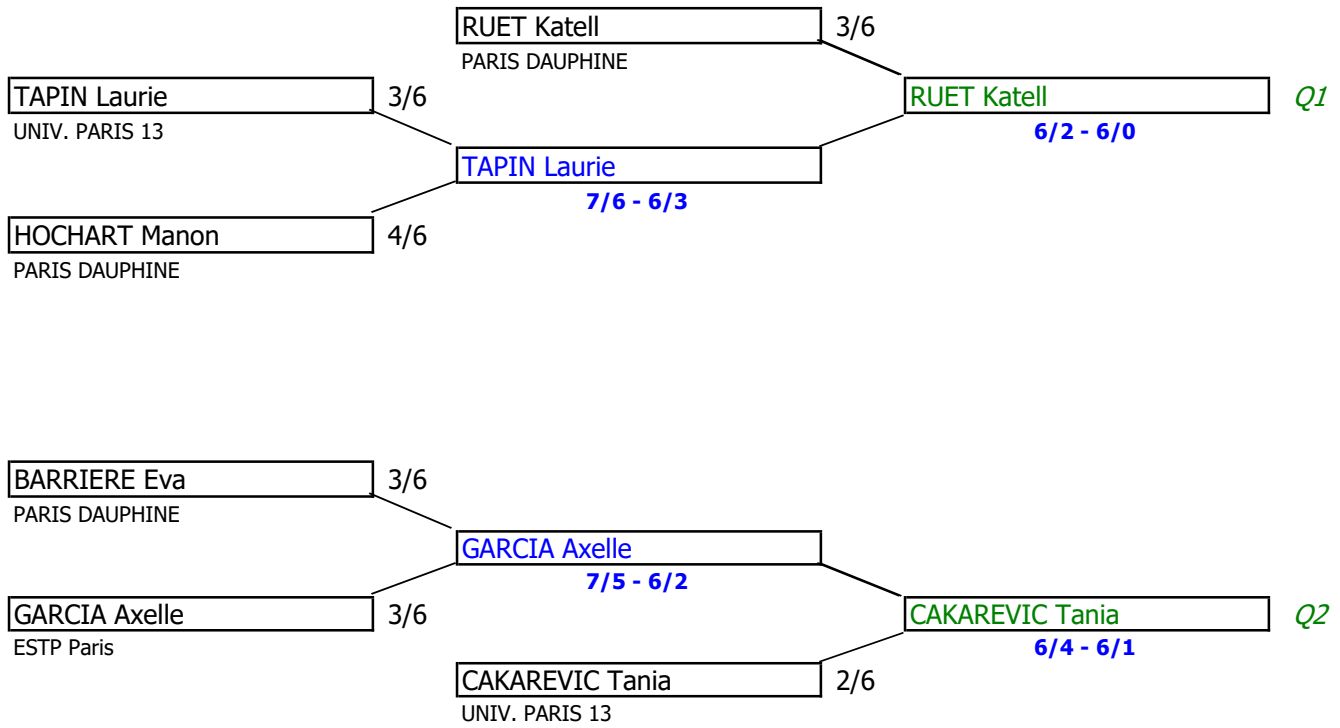 RUET Katell 3/6
PARIS DAUPHINE
TAPIN Laurie 3/6
UNIV. PARIS 13
RUET Katell Q1
6/2 - 6/0
TAPIN Laurie
7/6 - 6/3
HOCHART Manon 4/6
PARIS DAUPHINE
BARRIERE Eva 3/6
PARIS DAUPHINE
GARCIA Axelle
7/5 - 6/2
GARCIA Axelle 3/6
ESTP Paris
CAKAREVIC Tania Q2
6/4 - 6/1
CAKAREVIC Tania 2/6
UNIV. PARIS 13